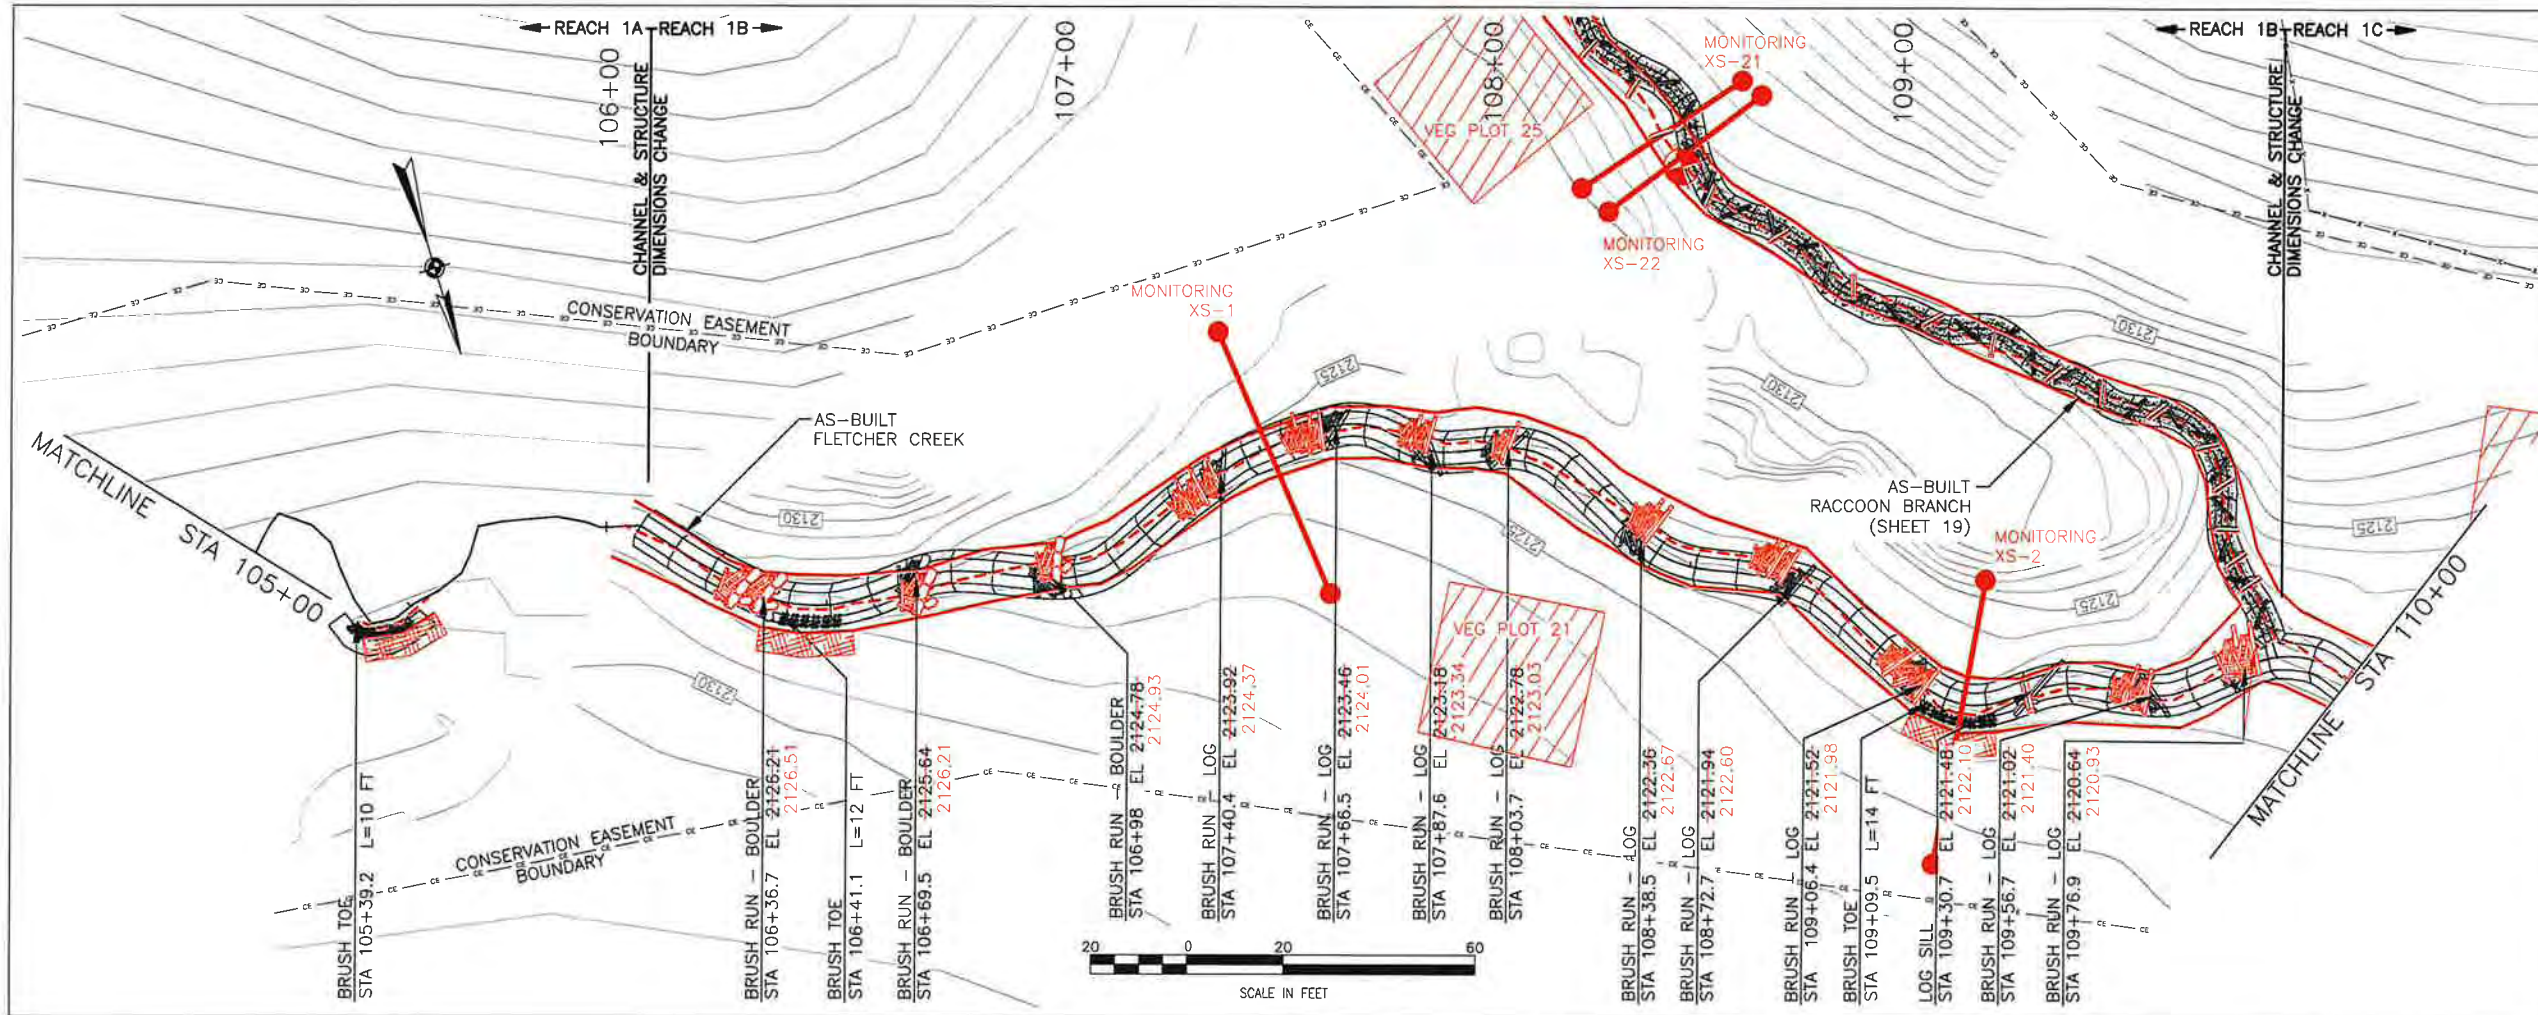 REACH 1A
REACH 1B
CHANNEL & STRUCTURE
DIMENSIONS CHANGE
106+00
107+00
108+00
109+00
REACH 1B
REACH 1C
CHANNEL & STRUCTURE
DIMENSIONS CHANGE
MONITORING
XS-21
VEG PLOT 25
MONITORING
XS-22
MONITORING
XS-1
CONSERVATION EASEMENT
BOUNDARY
AS-BUILT
FLETCHER CREEK
2125
2130
2130
2130
2125
2130
2125
2125
MATCHLINE STA 105+00
AS-BUILT
RACCOON BRANCH
(SHEET 19)
MONITORING
XS-2
VEG PLOT 21
MATCHLINE STA 110+00
CONSERVATION EASEMENT
BOUNDARY
BRUSH TOE
STA 105+39.2 L=10 FT
BRUSH RUN - BOULDER
STA 106+36.7 EL 2126.21
2126.51
BRUSH TOE
STA 106+41.1 L=12 FT
BRUSH RUN - BOULDER
STA 106+69.5 EL 2125.64
2126.21
BRUSH RUN - BOULDER
STA 106+98 EL 2124.78
2124.93
BRUSH RUN - LOG
STA 107+40.4 EL 2123.92
2124.37
BRUSH RUN - LOG
STA 107+66.5 EL 2123.46
2124.01
BRUSH RUN - LOG
STA 107+87.6 EL 2123.18
2123.34
BRUSH RUN - LOG
STA 108+03.7 EL 2122.78
2123.03
BRUSH RUN - LOG
STA 108+38.5 EL 2122.36
2122.67
BRUSH RUN - LOG
STA 108+72.7 EL 2121.94
2122.60
BRUSH RUN - LOG
STA 109+06.4 EL 2121.52
2121.98
BRUSH TOE
STA 109+09.5 L=14 FT
LOG SILL
STA 109+30.7 EL 2121.48
2122.10
BRUSH RUN - LOG
STA 109+56.7 EL 2121.02
2121.40
BRUSH RUN - LOG
STA 109+76.9 EL 2120.64
2120.93
20 0 20 60
SCALE IN FEET